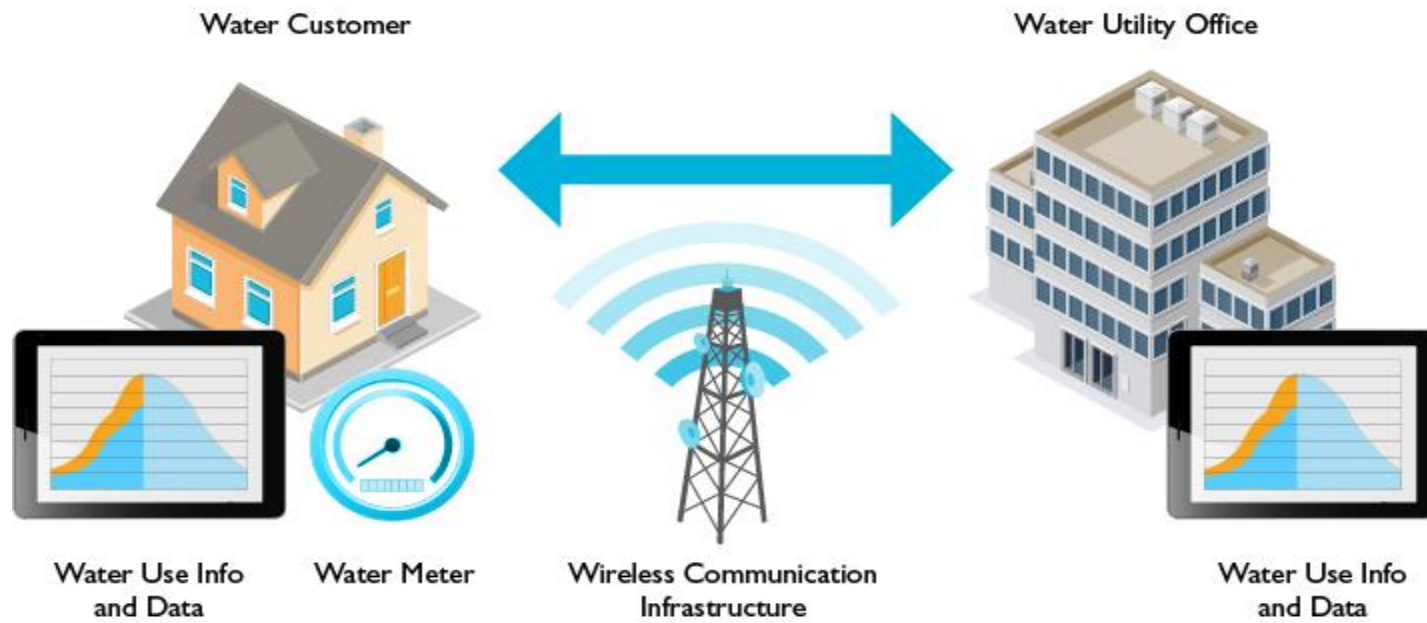 Water Customer
Water Utility Office
Water Use Info
and Data
Water Meter
Wireless Communication
Infrastructure
Water Use Info
and Data